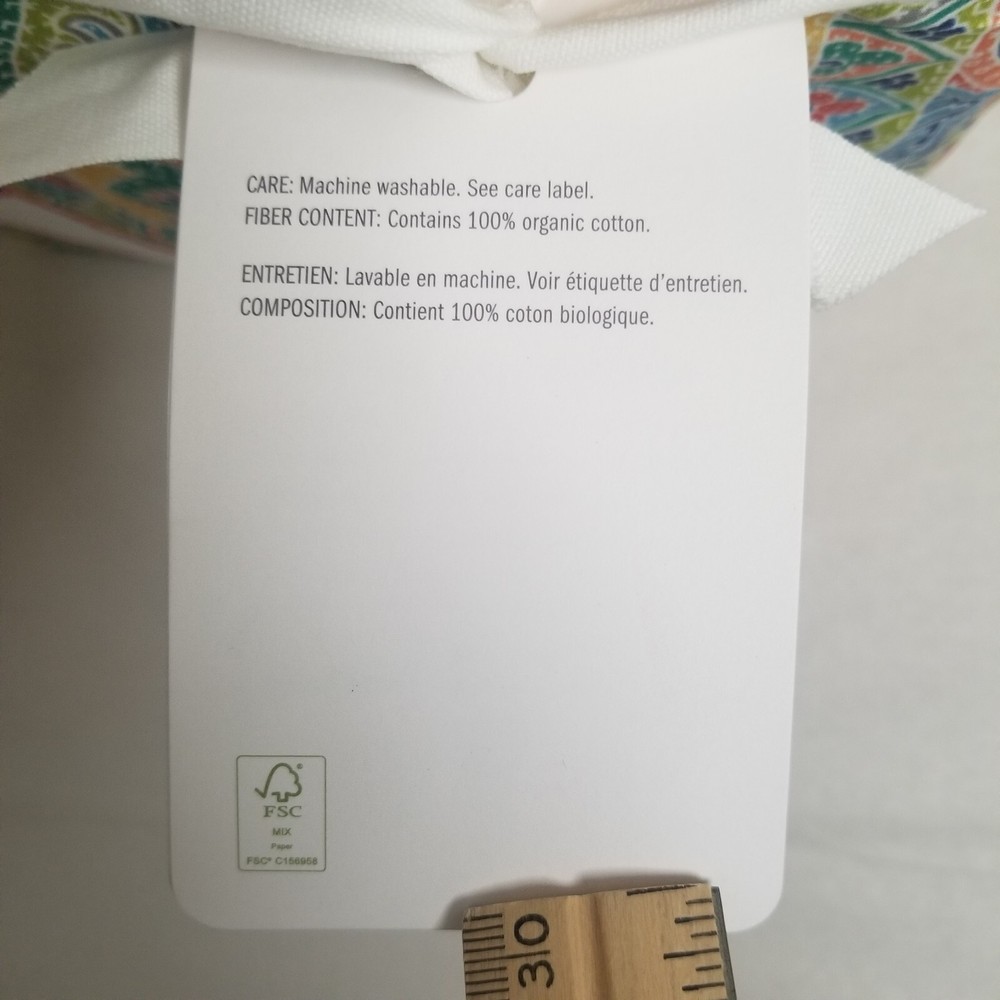 CARE: Machine washable. See care label.
FIBER CONTENT: Contains 100% organic cotton.
ENTRETIEN: Lavable en machine. Voir étiquette d'entretien.
COMPOSITION: Contient 100% coton biologique.
FSC
MIX
Paper
FSC® C156958
30